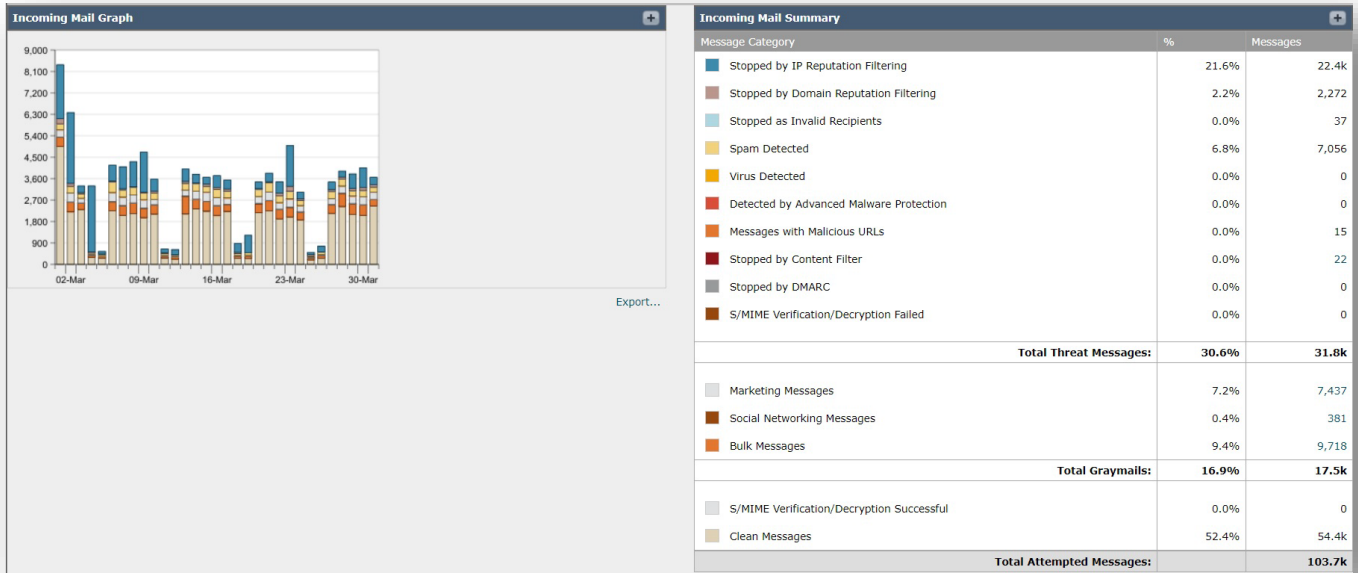 Incoming Mail Graph
9,000
8,100
7,200
6,300
5,400
4,500
3,600
2,700
1,800
900
0
02-Mar 09-Mar 16-Mar 23-Mar 30-Mar
Export...
Incoming Mail Summary
Message Category % Messages
Stopped by IP Reputation Filtering 21.6% 22.4k
Stopped by Domain Reputation Filtering 2.2% 2,272
Stopped as Invalid Recipients 0.0% 37
Spam Detected 6.8% 7,056
Virus Detected 0.0% 0
Detected by Advanced Malware Protection 0.0% 0
Messages with Malicious URLs 0.0% 15
Stopped by Content Filter 0.0% 22
Stopped by DMARC 0.0% 0
S/MIME Verification/Decryption Failed 0.0% 0
Total Threat Messages: 30.6% 31.8k
Marketing Messages 7.2% 7,437
Social Networking Messages 0.4% 381
Bulk Messages 9.4% 9,718
Total Graymails: 16.9% 17.5k
S/MIME Verification/Decryption Successful 0.0% 0
Clean Messages 52.4% 54.4k
Total Attempted Messages: 103.7k